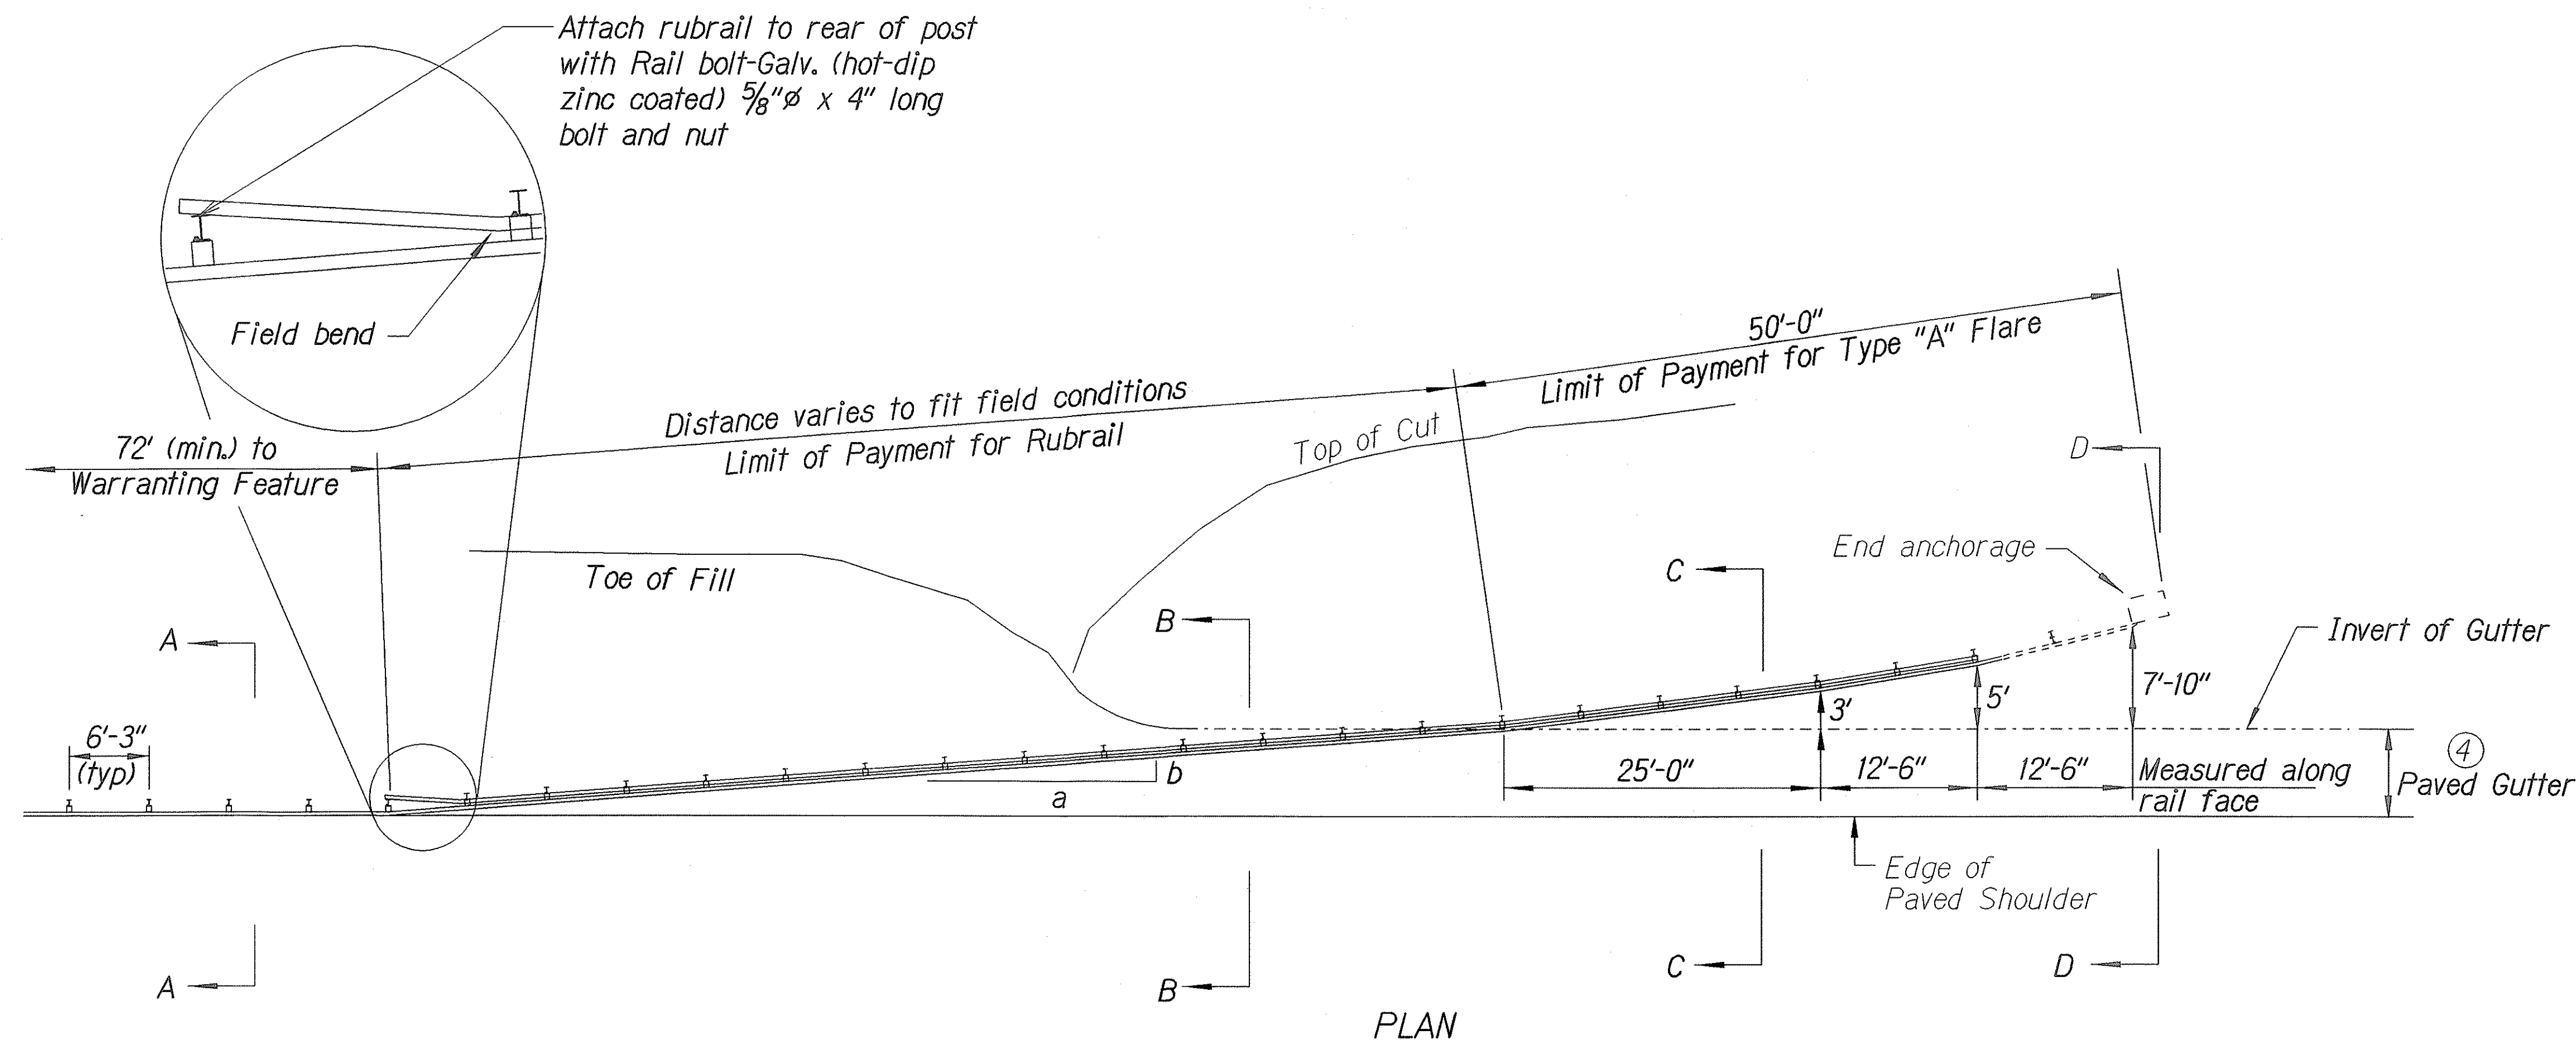 Attach rubrail to rear of post
with Rail bolt-Galv. (hot-dip
zinc coated) 5/8"ø x 4" long
bolt and nut
Field bend
50'-0"
Limit of Payment for Type "A" Flare
Distance varies to fit field conditions
Limit of Payment for Rubrail
Top of Cut
72' (min.) to
Warranting Feature
D
Toe of Fill
C
End anchorage
B
A
Invert of Gutter
6'-3"
(typ)
b
a
3'
5'
7'-10"
25'-0"
12'-6"
12'-6"
Measured along
rail face
4
Paved Gutter
Edge of
Paved Shoulder
A
B
C
D
PLAN